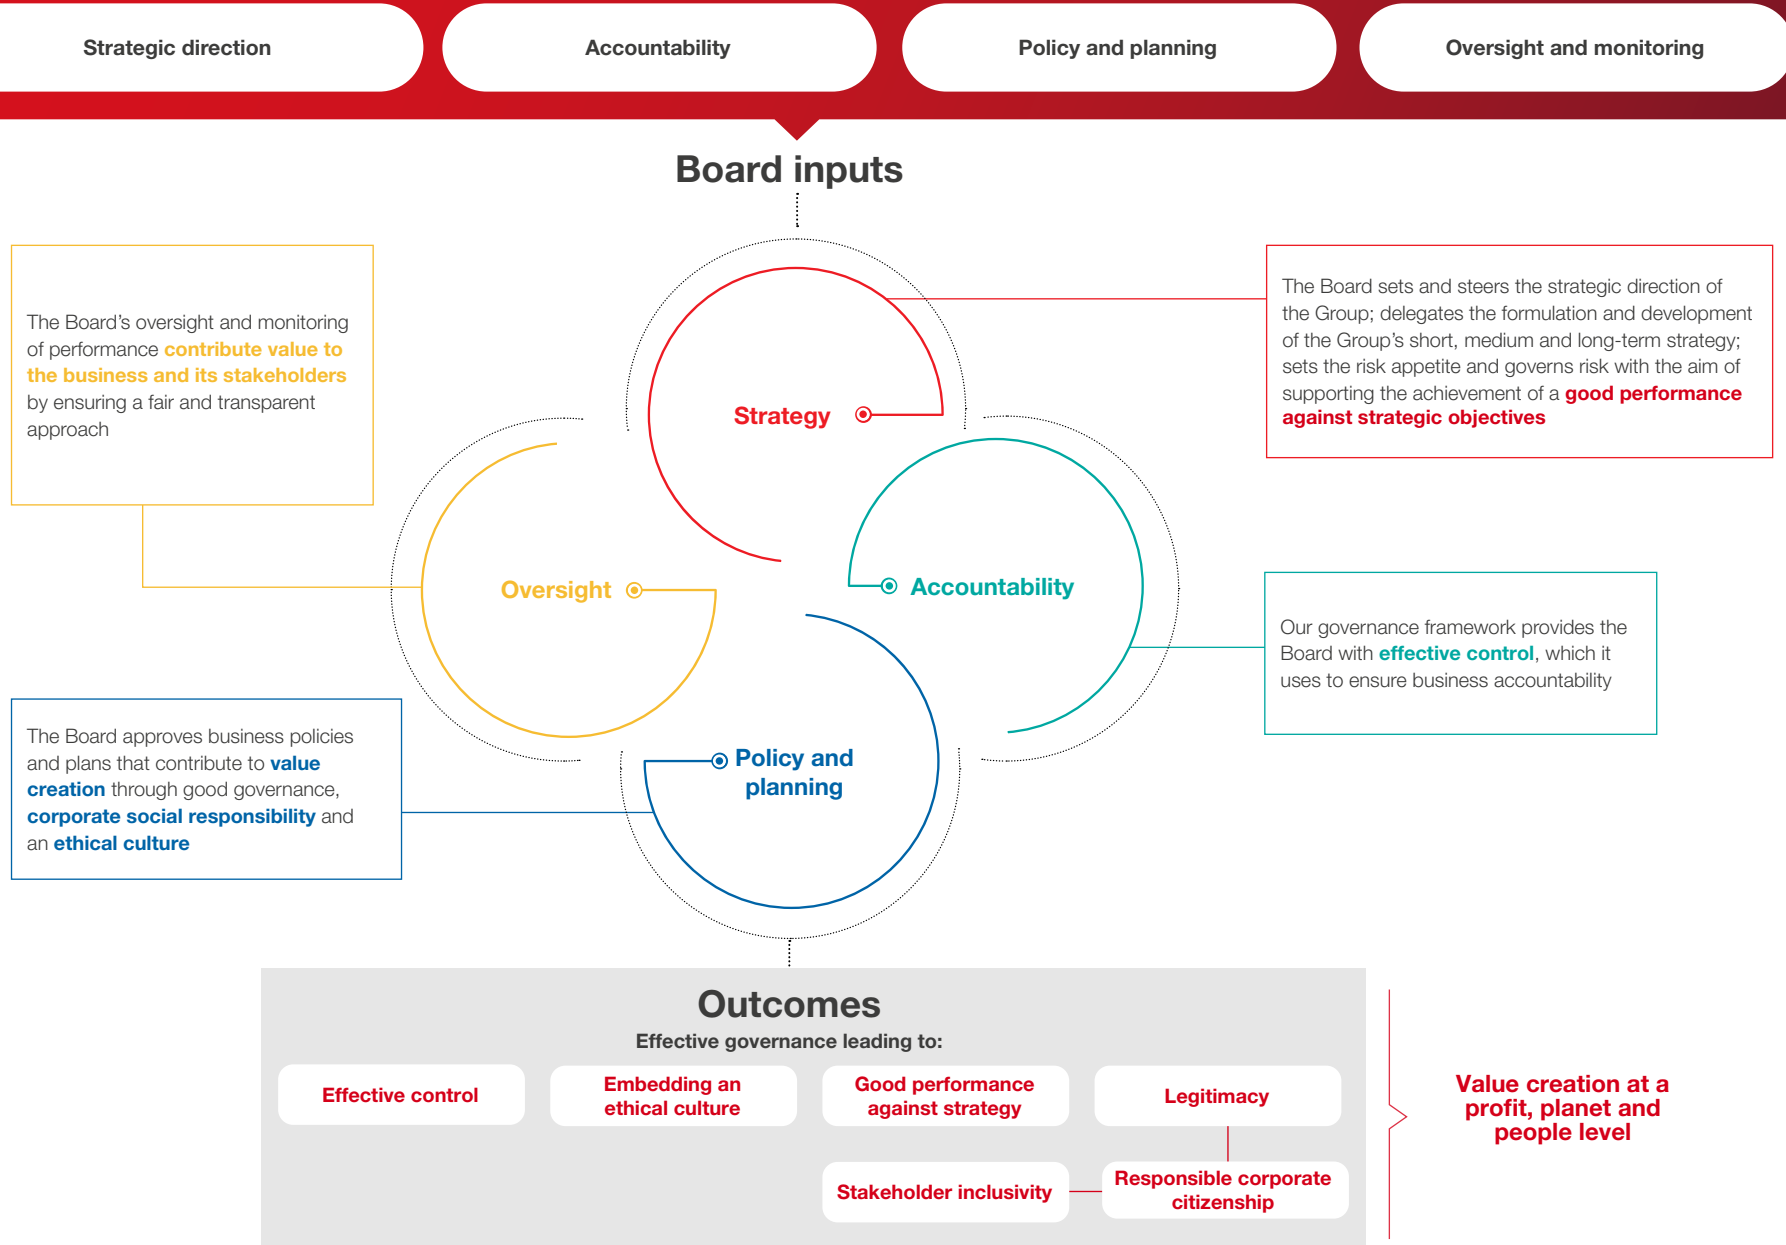 Strategic direction
Accountability
Policy and planning
Oversight and monitoring
Board inputs
The Board’s oversight and monitoring
of performance contribute value to
the business and its stakeholders
by ensuring a fair and transparent
approach
The Board sets and steers the strategic direction of
the Group; delegates the formulation and development
of the Group’s short, medium and long-term strategy;
sets the risk appetite and governs risk with the aim of
supporting the achievement of a good performance
against strategic objectives
Strategy
Oversight
Accountability
Our governance framework provides the
Board with effective control, which it
uses to ensure business accountability
The Board approves business policies
and plans that contribute to value
creation through good governance,
corporate social responsibility and
an ethical culture
Policy and
planning
Outcomes
Effective governance leading to:
Effective control
Embedding an
ethical culture
Good performance
against strategy
Legitimacy
Stakeholder inclusivity
Responsible corporate
citizenship
Value creation at a
profit, planet and
people level